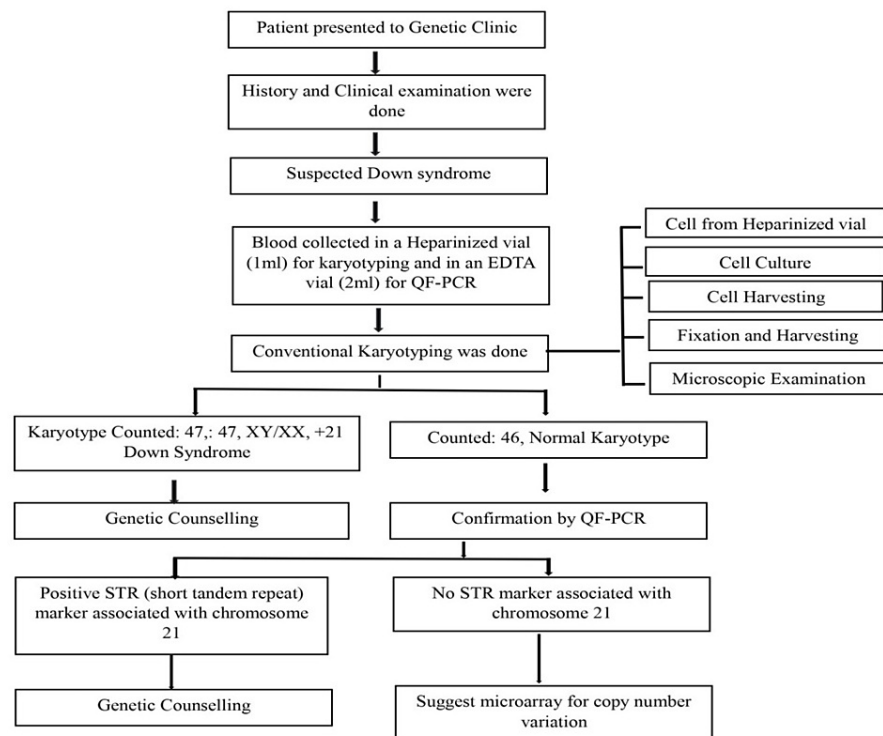 Patient presented to Genetic Clinic
History and Clinical examination were
done
Suspected Down syndrome
Blood collected in a Heparinized vial
(1ml) for karyotyping and in an EDTA
vial (2ml) for QF-PCR
Conventional Karyotyping was done
Cell from Heparinized vial
Cell Culture
Cell Harvesting
Fixation and Harvesting
Microscopic Examination
Karyotype Counted: 47,: 47, XY/XX, +21
Down Syndrome
Genetic Counselling
Counted: 46, Normal Karyotype
Confirmation by QF-PCR
Positive STR (short tandem repeat)
marker associated with chromosome
21
Genetic Counselling
No STR marker associated with
chromosome 21
Suggest microarray for copy number
variation